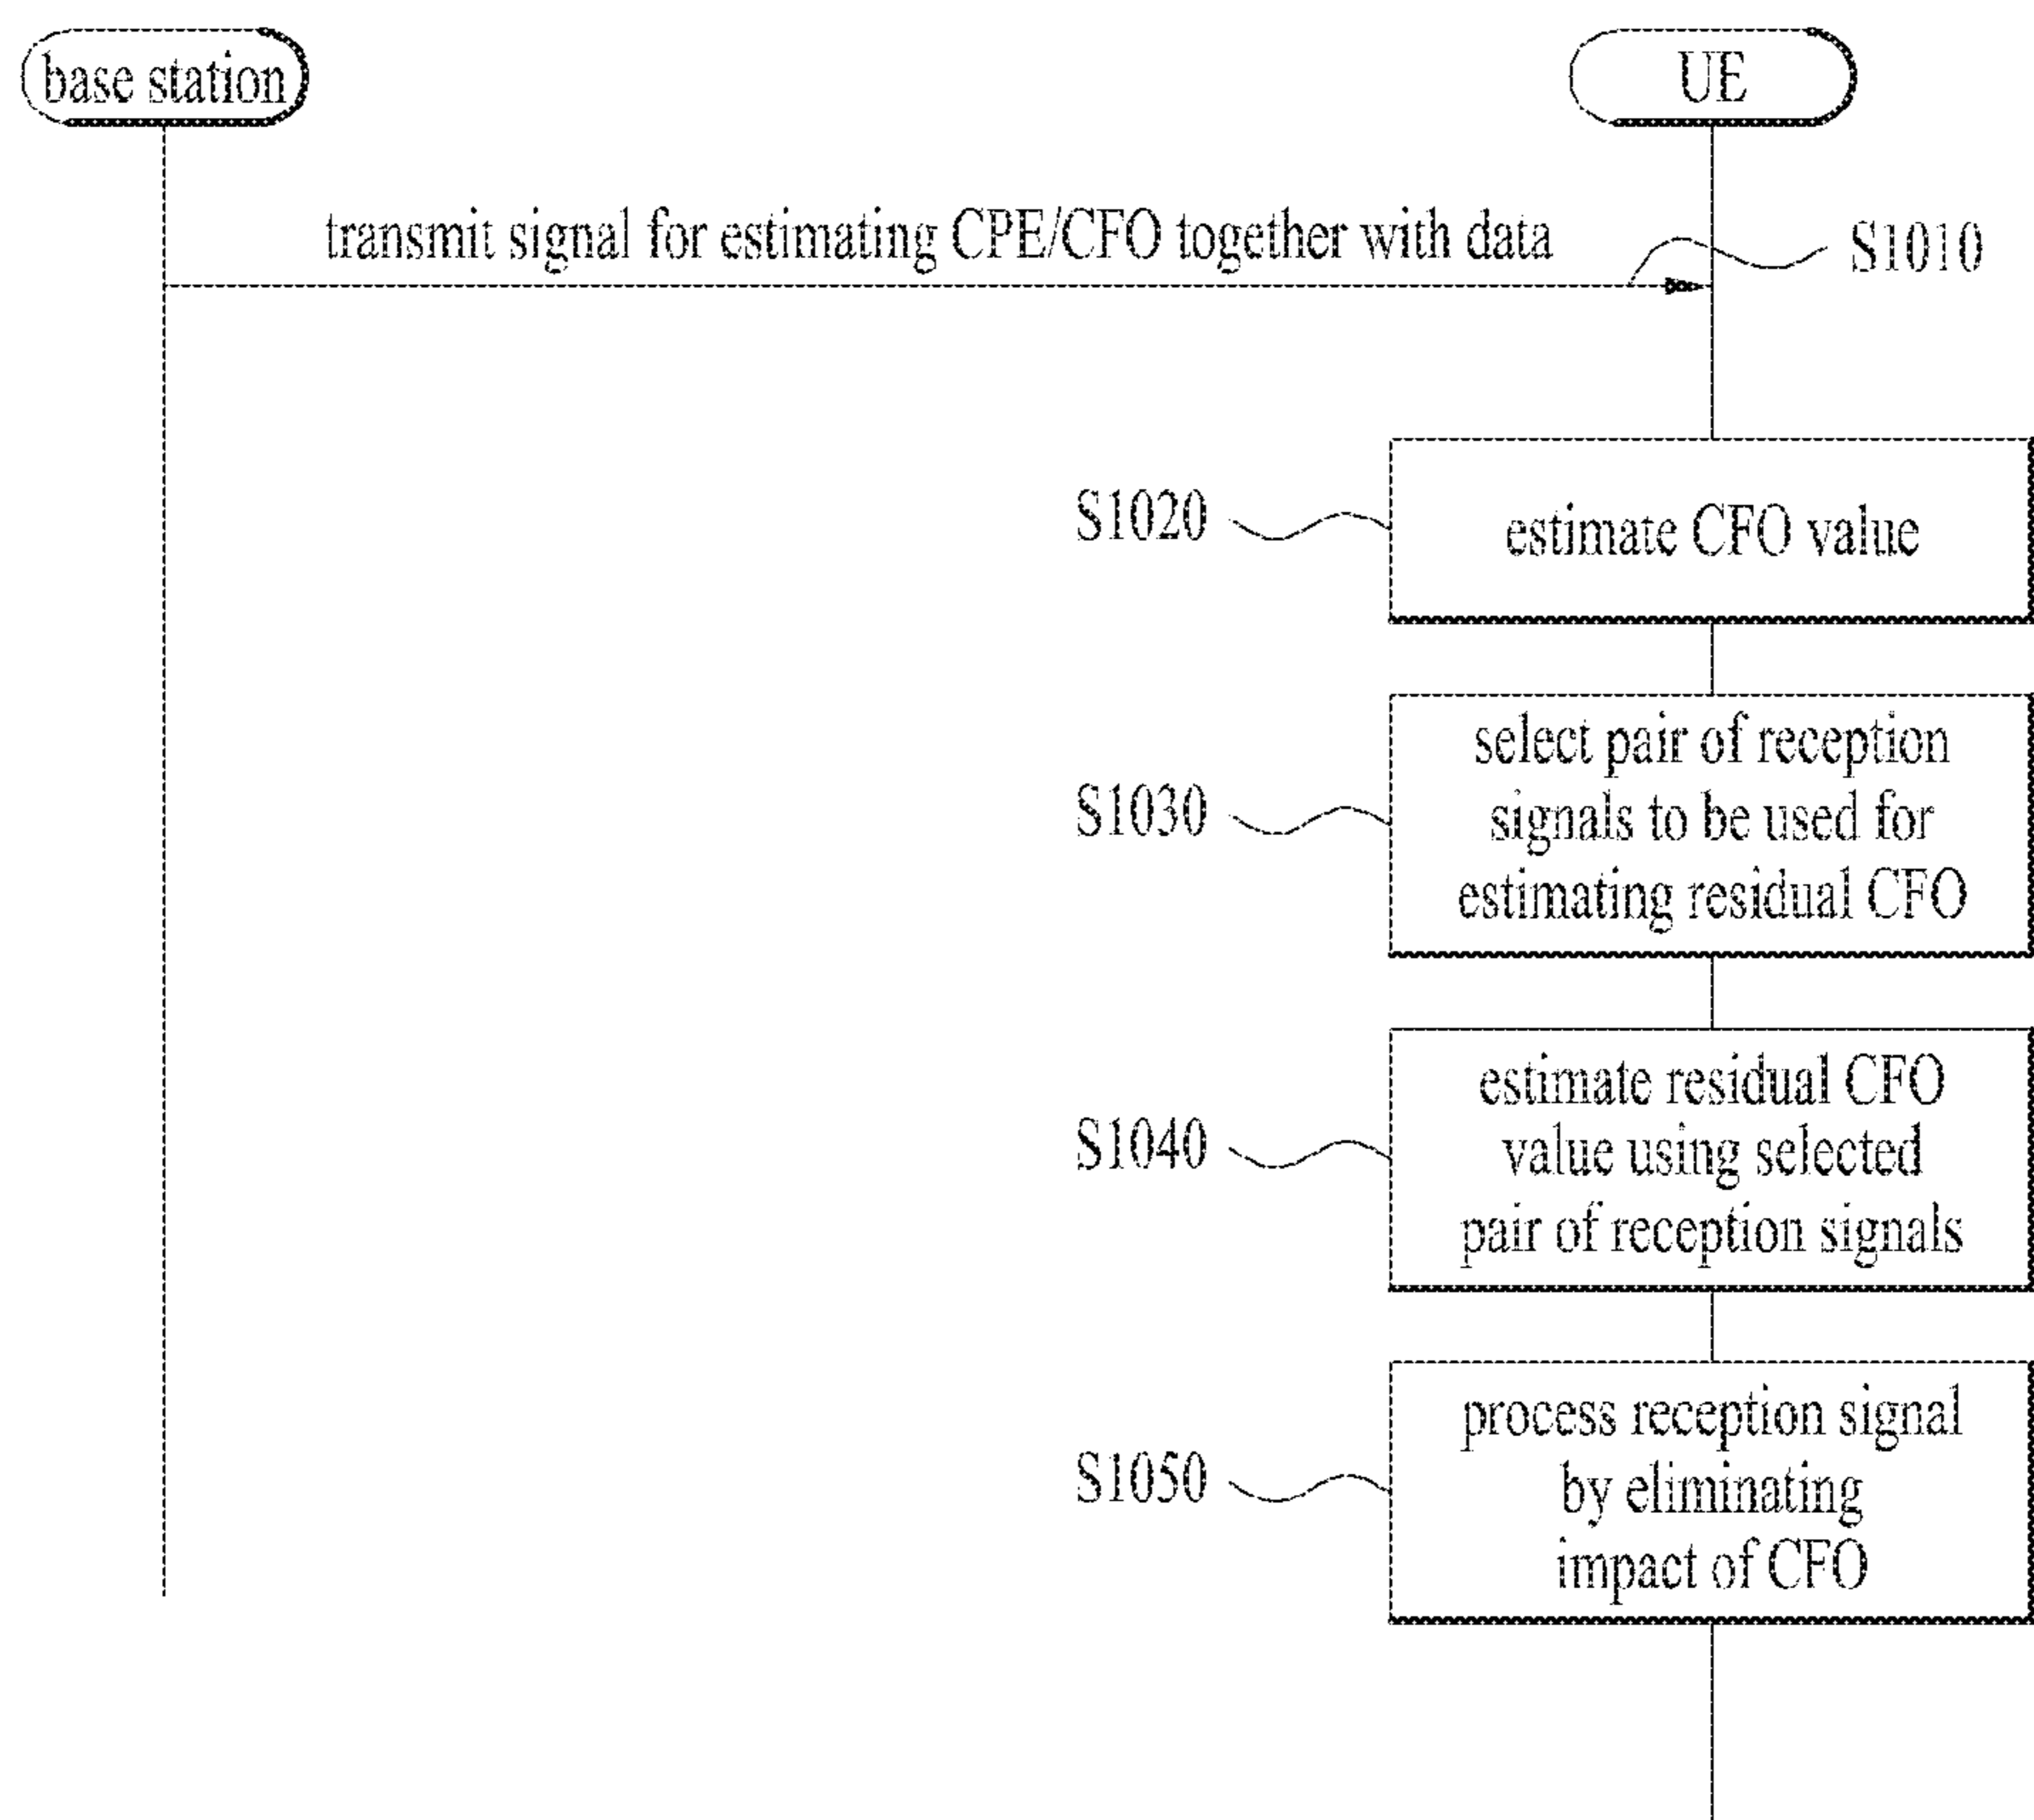 base station
UE
transmit signal for estimating CPE/CFO together with data
S1010
S1020
estimate CFO value
S1030
select pair of reception
signals to be used for
estimating residual CFO
S1040
estimate residual CFO
value using selected
pair of reception signals
S1050
process reception signal
by eliminating
impact of CFO